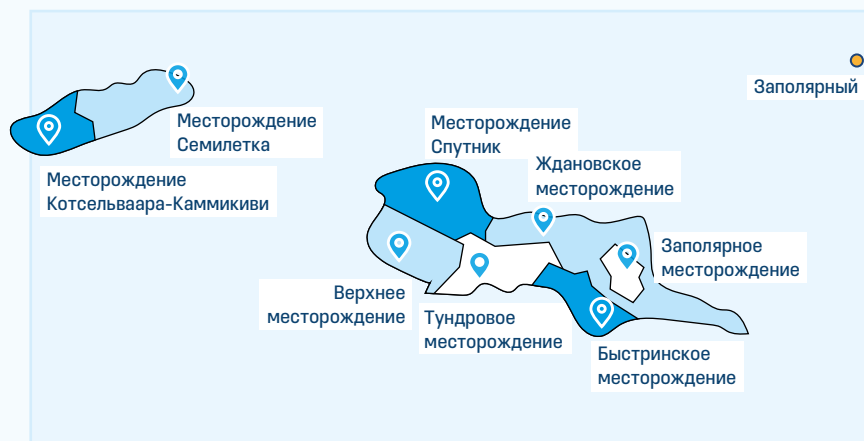 Заполярный
Месторождение
Семилетка
Месторождение
Спутник
Ждановское
месторождение
Месторождение
Котсельваара-Каммикиви
Заполярное
месторождение
Верхнее
месторождение
Тундровое
месторождение
Быстринское
месторождение